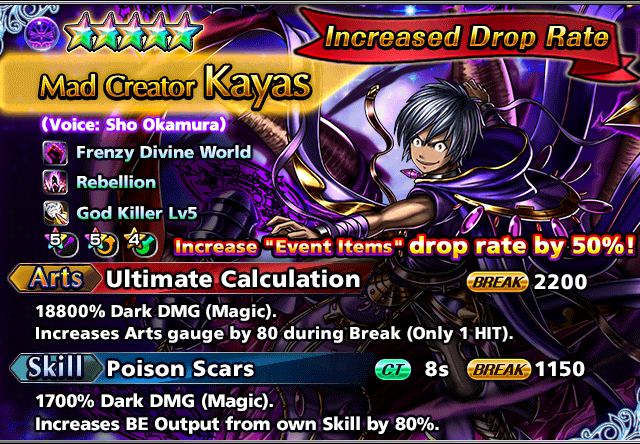 Increased Drop Rate
Mad Creator Kayas
(Voice: Sho Okamura)
Frenzy Divine World
Rebellion
God Killer Lv5
5 5 4
Increase "Event Items" drop rate by 50%!
Arts Ultimate Calculation BREAK 2200
18800% Dark DMG (Magic).
Increases Arts gauge by 80 during Break (Only 1 HIT).
Skill Poison Scars CT 8s BREAK 1150
1700% Dark DMG (Magic).
Increases BE Output from own Skill by 80%.